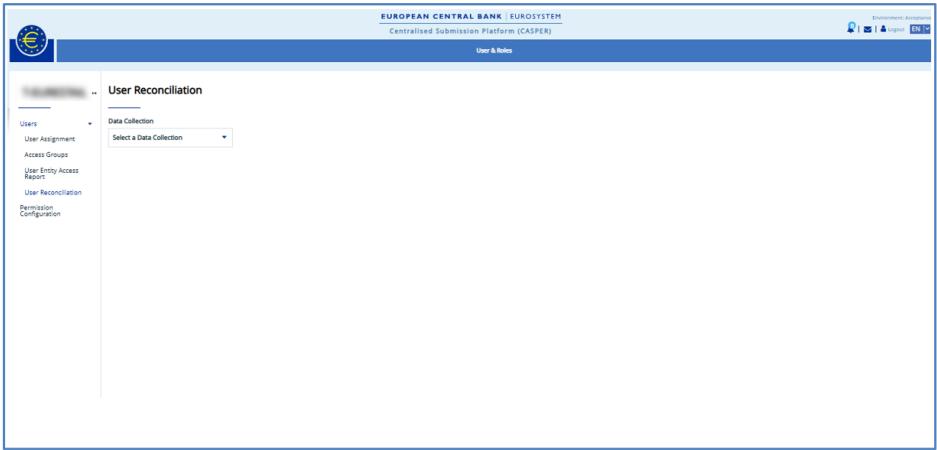 EUROPEAN CENTRAL BANK | EUROSYSTEM
Environment: Acceptance
Centralised Submission Platform (CASPER)
Logout EN
User & Roles
User Reconciliation
Users
Data Collection
User Assignment
Select a Data Collection
Access Groups
User Entity Access
Report
User Reconciliation
Permission
Configuration